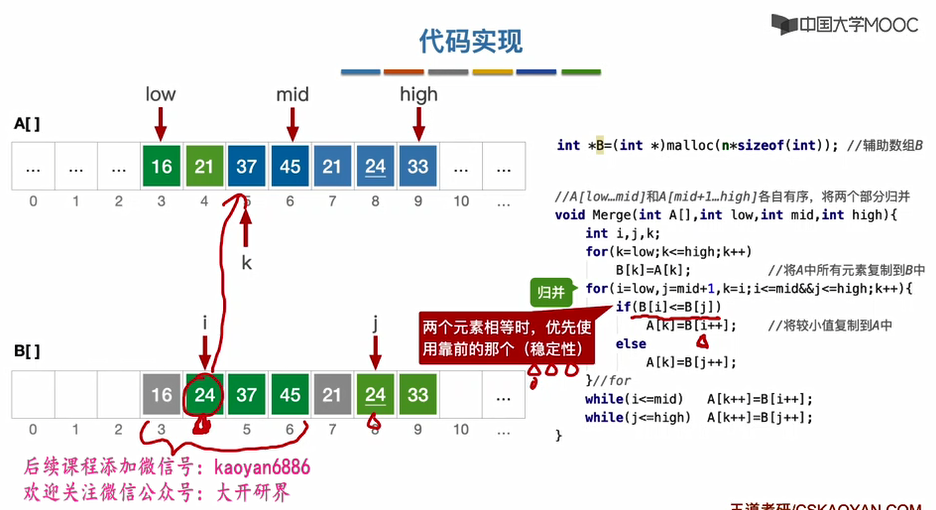 中国大学MOOC
代码实现
low mid high
A[ ]
... ... ... 16 21 37 45 21 24 33 ... ...
0 1 2 3 4 5 6 7 8 9 10 ...
k
i j
B[ ]
16 24 37 45 21 24 33 ...
0 1 2 3 4 5 6 7 8 9 10 ...
后续课程添加微信号：kaoyan6886
欢迎关注微信公众号：大开研界
int *B=(int *)malloc(n*sizeof(int)); //辅助数组B
//A[low…mid]和A[mid+1…high]各自有序，将两个部分归并
void Merge(int A[],int low,int mid,int high){
int i,j,k;
for(k=low;k<=high;k++)
B[k]=A[k]; //将A中所有元素复制到B中
归并
for(i=low,j=mid+1,k=i;i<=mid&&j<=high;k++){
if(B[i]<=B[j])
A[k]=B[i++]; //将较小值复制到A中
else
A[k]=B[j++];
}//for
while(i<=mid) A[k++]=B[i++];
while(j<=high) A[k++]=B[j++];
}
两个元素相等时，优先使
用靠前的那个（稳定性）
王道考研/CSKAOYAN.COM